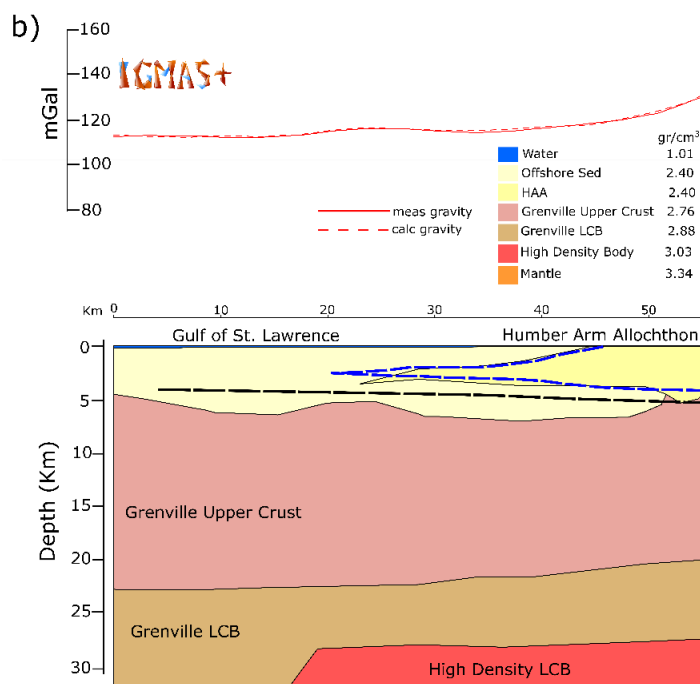 b)
160
140
120
100
80
mGal
IGMAS+
gr/cm³
Water 1.01
Offshore Sed 2.40
HAA 2.40
Grenville Upper Crust 2.76
Grenville LCB 2.88
High Density Body 3.03
Mantle 3.34
meas gravity
calc gravity
Km 0 10 20 30 40 50
Gulf of St. Lawrence Humber Arm Allochthon
0
5
10
15
20
25
30
Depth (Km)
Grenville Upper Crust
Grenville LCB
High Density LCB